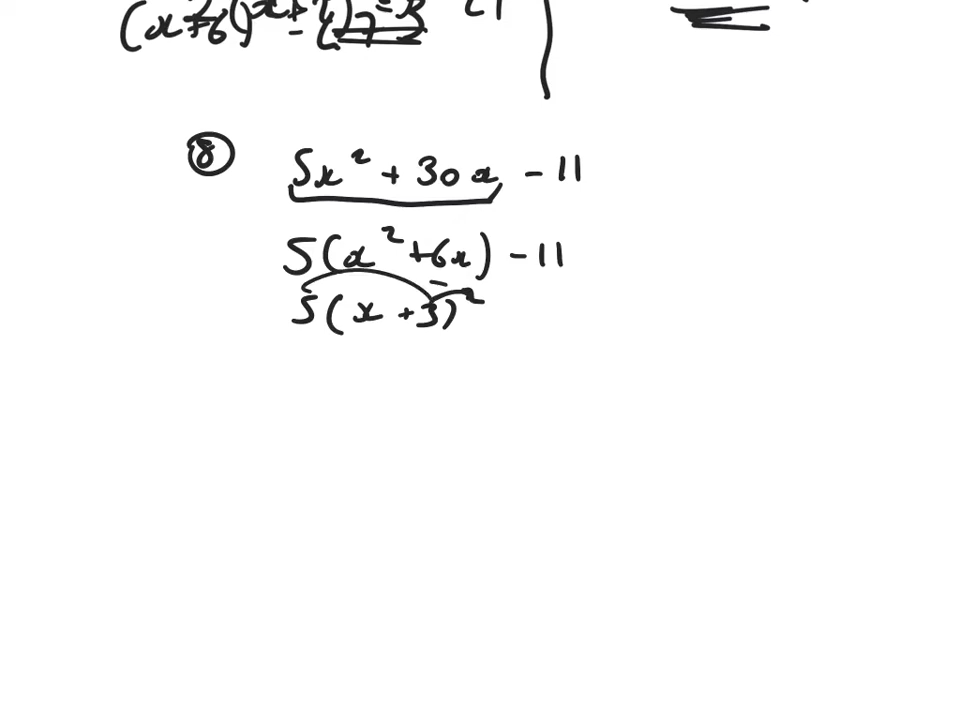 ⑧ 5x² + 30x - 11
5(x² + 6x) - 11
5(x + 3)²